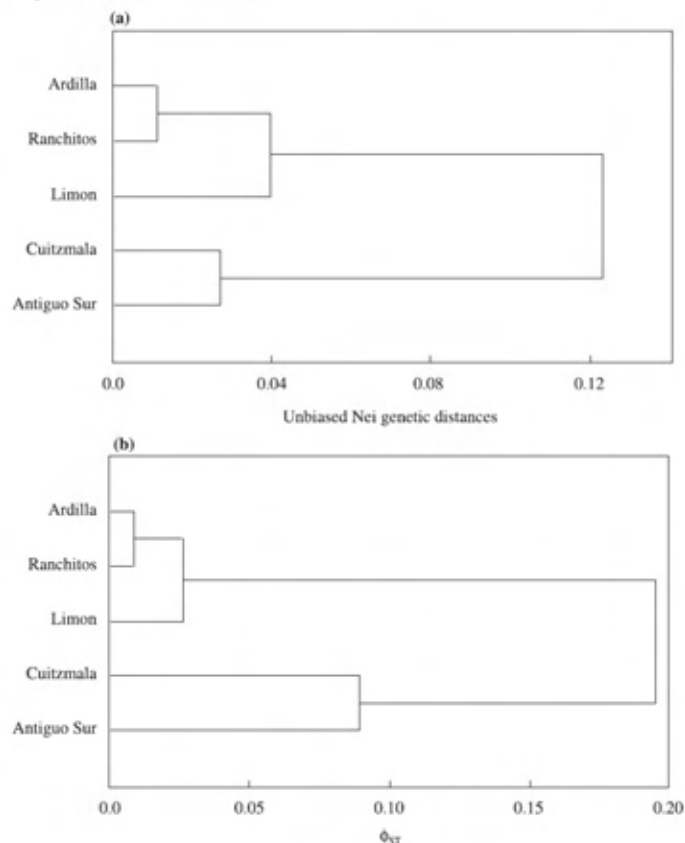 (a)
Ardilla
Ranchitos
Limon
Cuitzmala
Antiguo Sur
0.0 0.04 0.08 0.12
Unbiased Nei genetic distances
(b)
Ardilla
Ranchitos
Limon
Cuitzmala
Antiguo Sur
0.0 0.05 0.10 0.15 0.20
ϕST